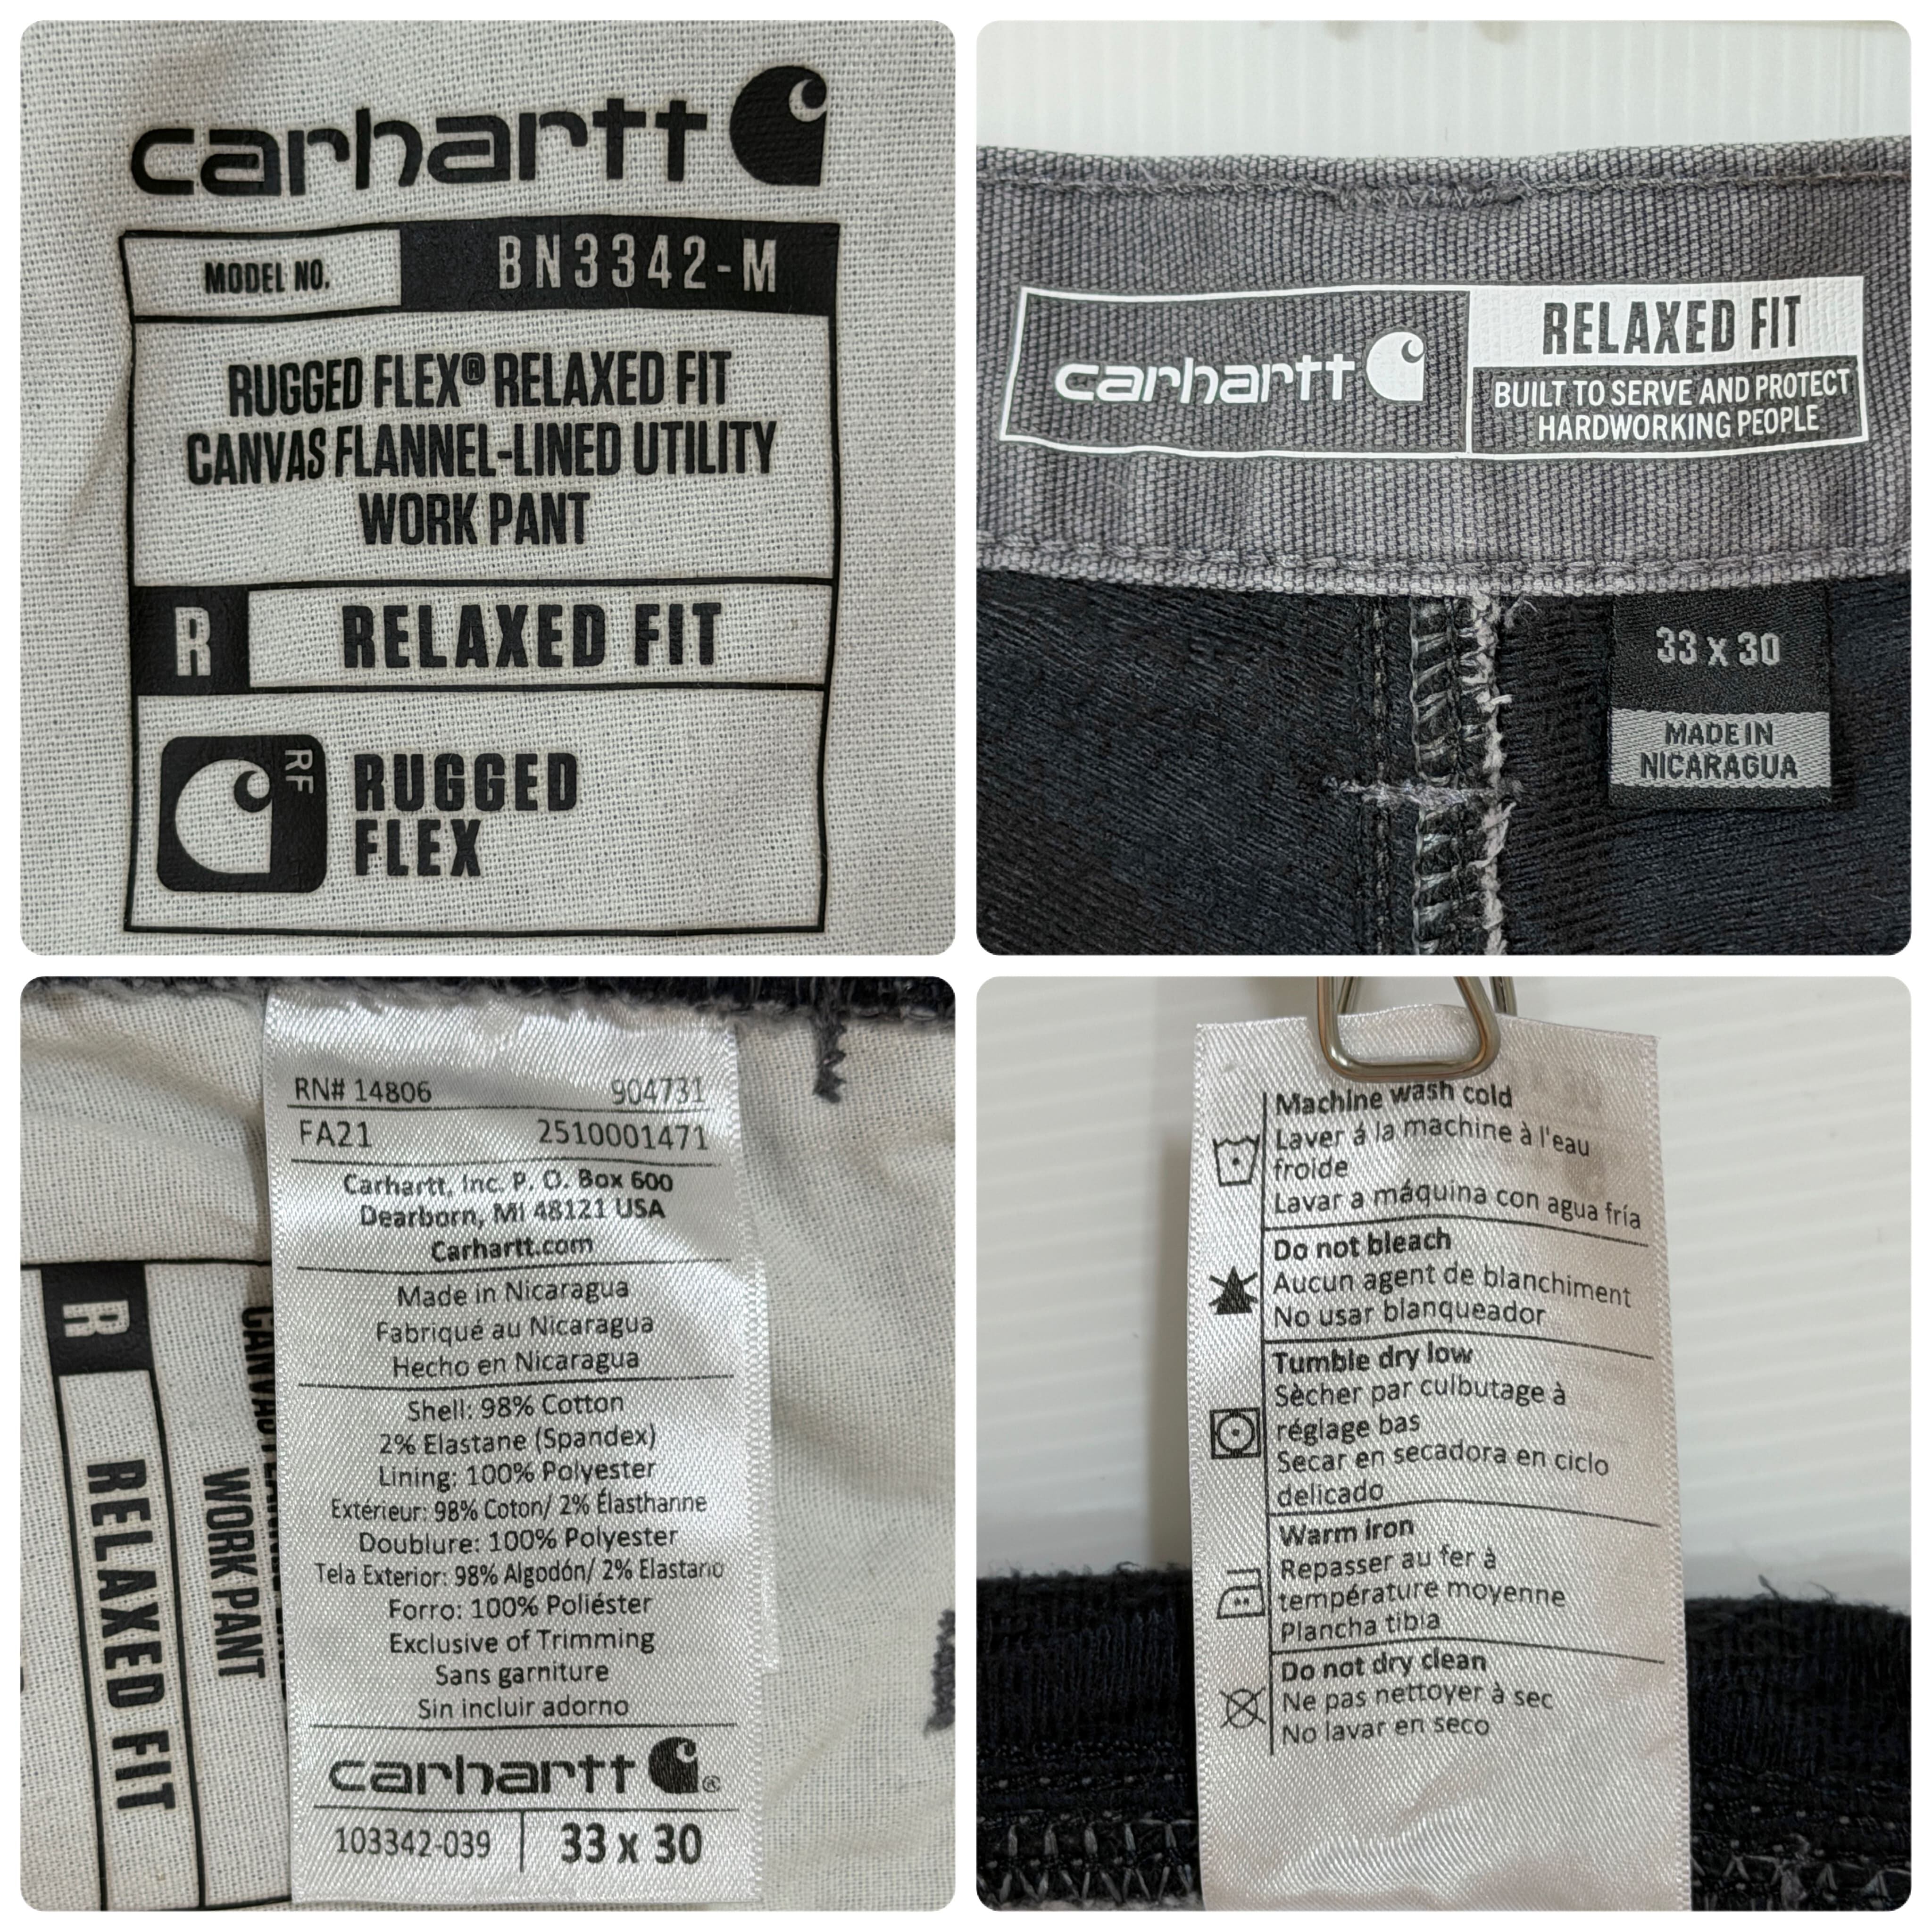 carhartt
MODEL NO. BN3342-M
RUGGED FLEX® RELAXED FIT
CANVAS FLANNEL-LINED UTILITY
WORK PANT
R RELAXED FIT
RF
RUGGED
FLEX
carhartt
RELAXED FIT
BUILT TO SERVE AND PROTECT
HARDWORKING PEOPLE
33 x 30
MADE IN
NICARAGUA
RN# 14806 904731
FA21 2510001471
Carhartt, Inc. P. O. Box 600
Dearborn, MI 48121 USA
Carhartt.com
Made in Nicaragua
Fabriqué au Nicaragua
Hecho en Nicaragua
Shell: 98% Cotton
2% Elastane (Spandex)
Lining: 100% Polyester
Extérieur: 98% Coton/ 2% Élasthanne
Doublure: 100% Polyester
Tela Exterior: 98% Algodón/ 2% Elastano
Forro: 100% Poliéster
Exclusive of Trimming
Sans garniture
Sin incluir adorno
carhartt ®
103342-039 33 x 30
R RELAXED FIT
WORK PANT
Machine wash cold
Laver á la machine à l'eau
froide
Lavar a máquina con agua fría
Do not bleach
Aucun agent de blanchiment
No usar blanqueador
Tumble dry low
Sècher par culbutage à
réglage bas
Secar en secadora en ciclo
delicado
Warm iron
Repasser au fer à
température moyenne
Plancha tibia
Do not dry clean
Ne pas nettoyer à sec
No lavar en seco